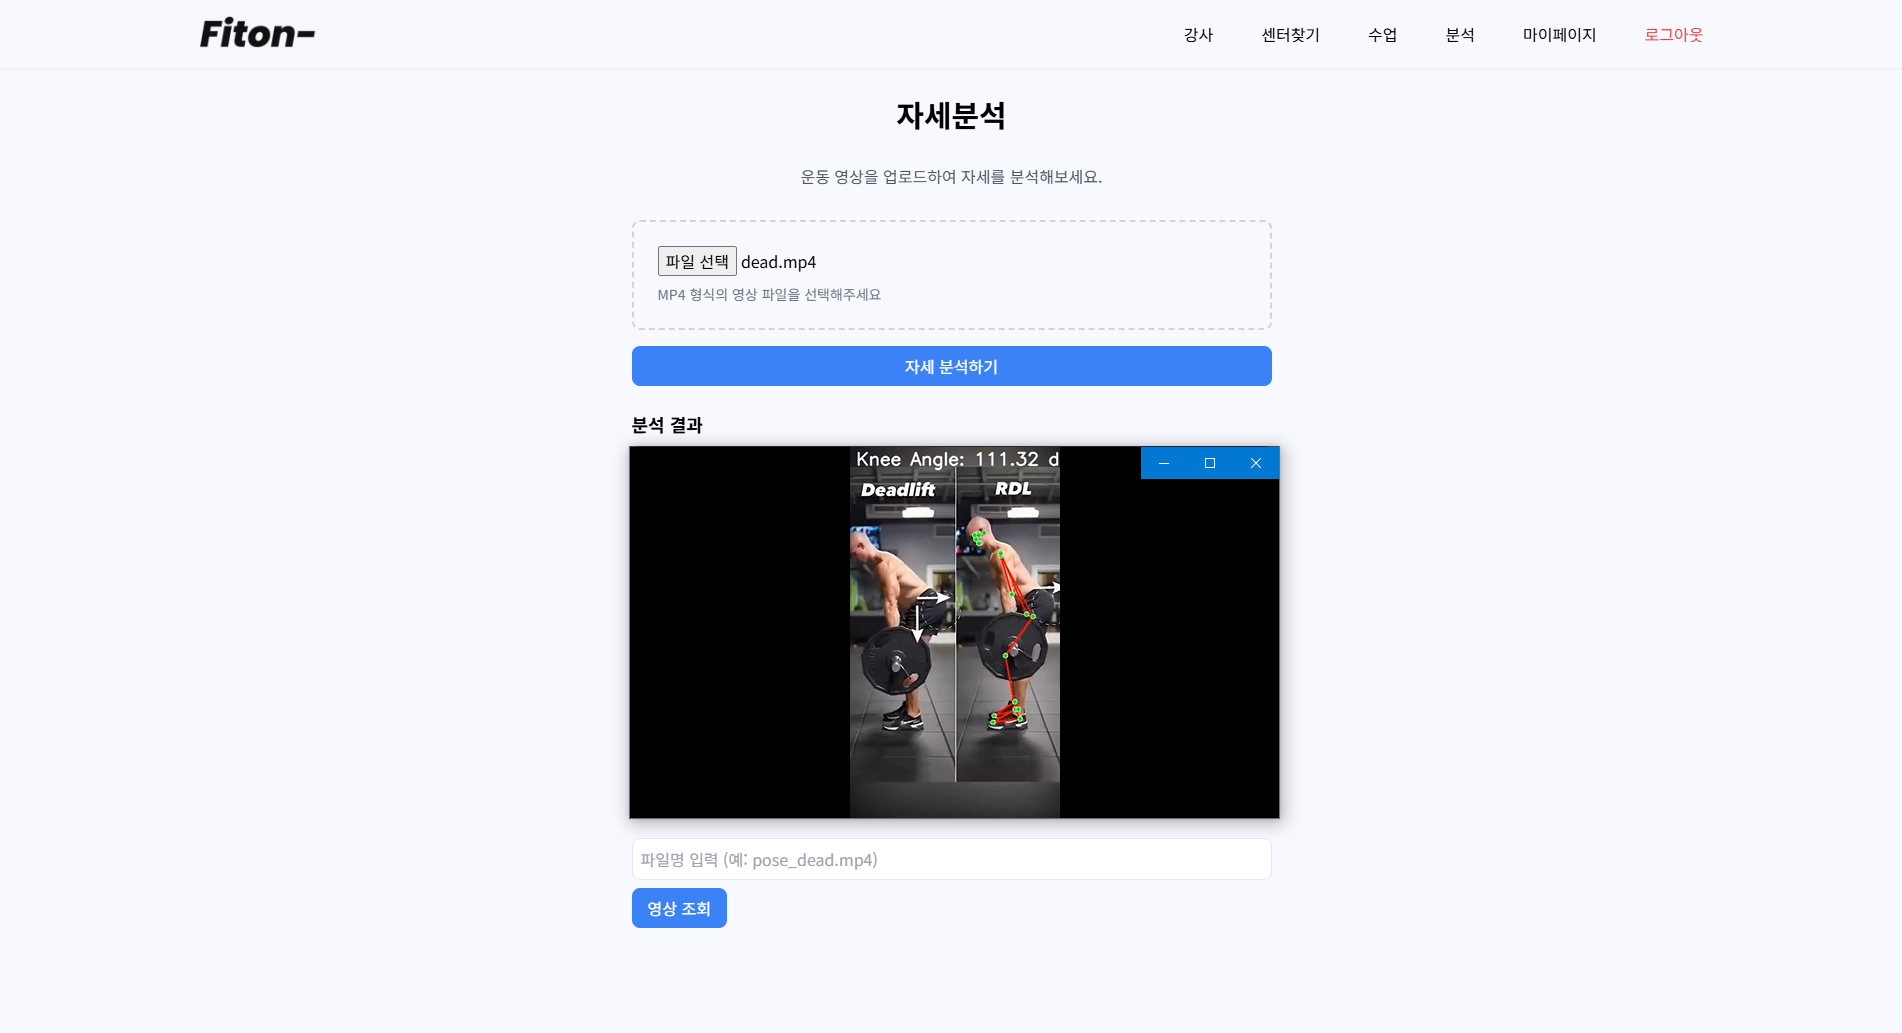 Fiton-
강사
센터찾기
수업
분석
마이페이지
로그아웃
자세분석
운동 영상을 업로드하여 자세를 분석해보세요.
파일 선택 dead.mp4
MP4 형식의 영상 파일을 선택해주세요
자세 분석하기
분석 결과
Knee Angle: 111.32 d
Deadlift
RDL
파일명 입력 (예: pose_dead.mp4)
영상 조회